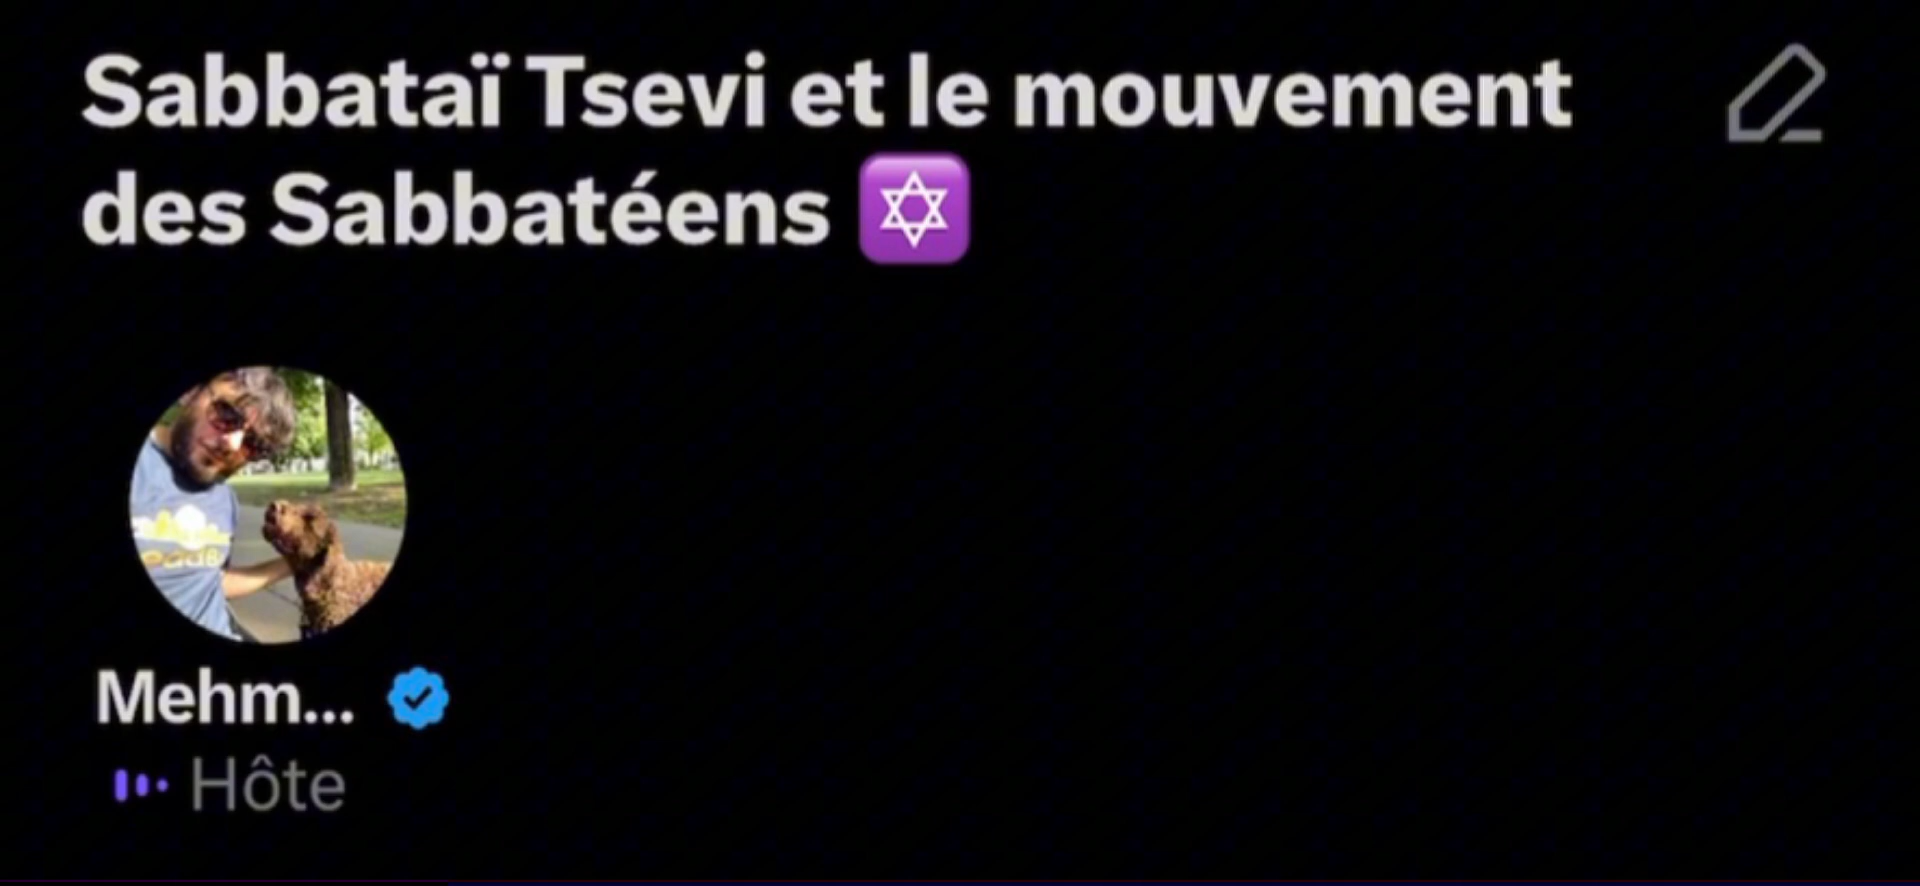 Sabbataï Tsevi et le mouvement
des Sabbatéens ✡️
Mehm...
Hôte